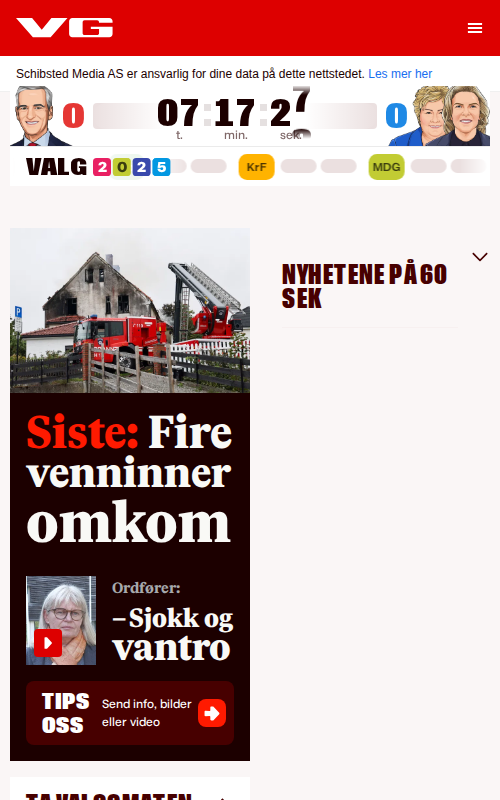 VG
Schibsted Media AS er ansvarlig for dine data på dette nettstedet. Les mer her
0
07:17:27
0
t. min. sek.
VALG 2025
KrF
MDG
NYHETENE PÅ 60
SEK
Siste: Fire
venninner
omkom
Ordfører:
– Sjokk og
vantro
TIPS
OSS
Send info, bilder
eller video
TA VALGOMATEN